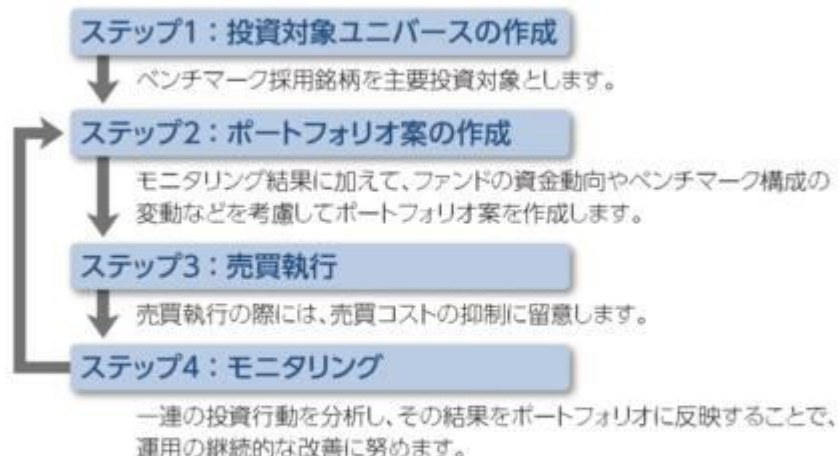 ステップ1：投資対象ユニバースの作成
ベンチマーク採用銘柄を主要投資対象とします。
ステップ2：ポートフォリオ案の作成
モニタリング結果に加えて、ファンドの資金動向やベンチマーク構成の
変動などを考慮してポートフォリオ案を作成します。
ステップ3：売買執行
売買執行の際には、売買コストの抑制に留意します。
ステップ4：モニタリング
一連の投資行動を分析し、その結果をポートフォリオに反映することで、
運用の継続的な改善に努めます。